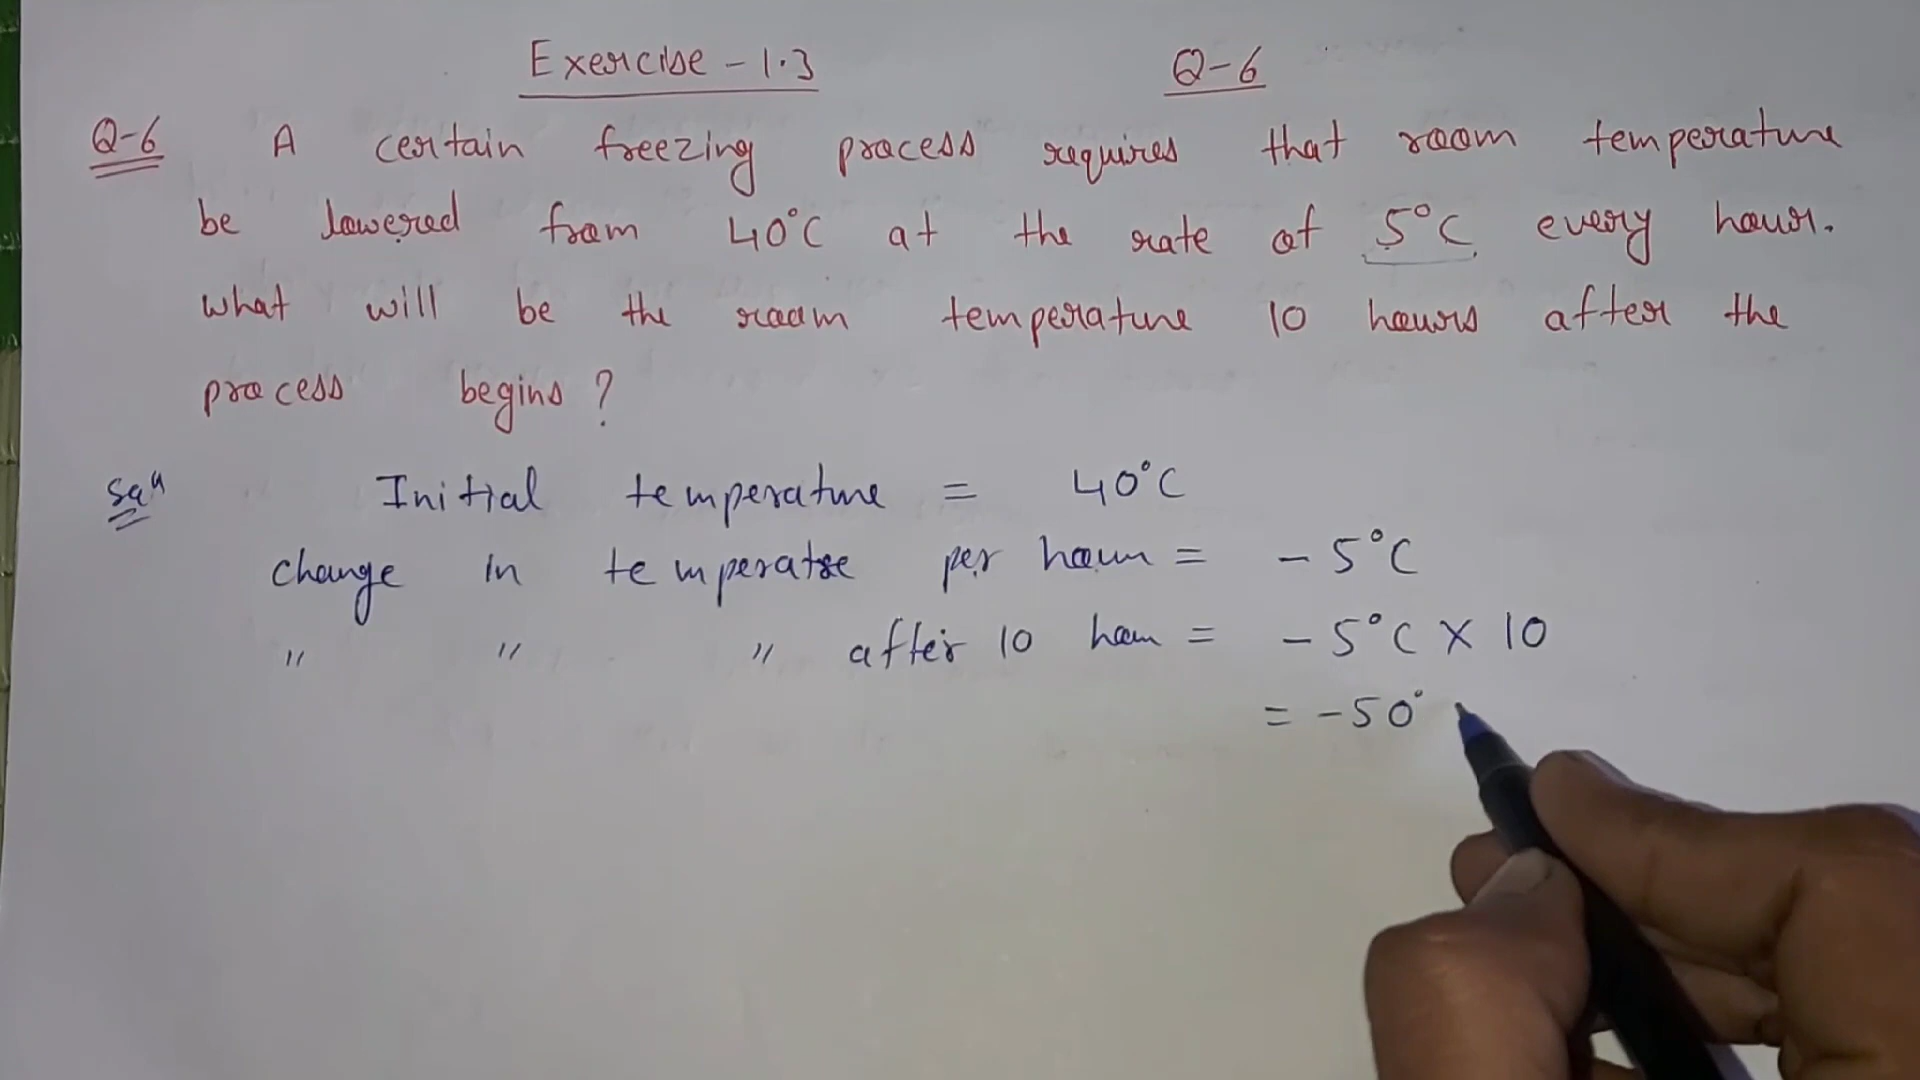 Exercise - 1.3 Q-6
Q-6 A certain freezing process requires that room temperature
be lowered from 40°C at the rate of 5°C every hour.
what will be the room temperature 10 hours after the
process begins?
Soln Initial temperature = 40°C
change in temperatre per hour = - 5°C
" " " after 10 hour = - 5°C × 10
= -50°